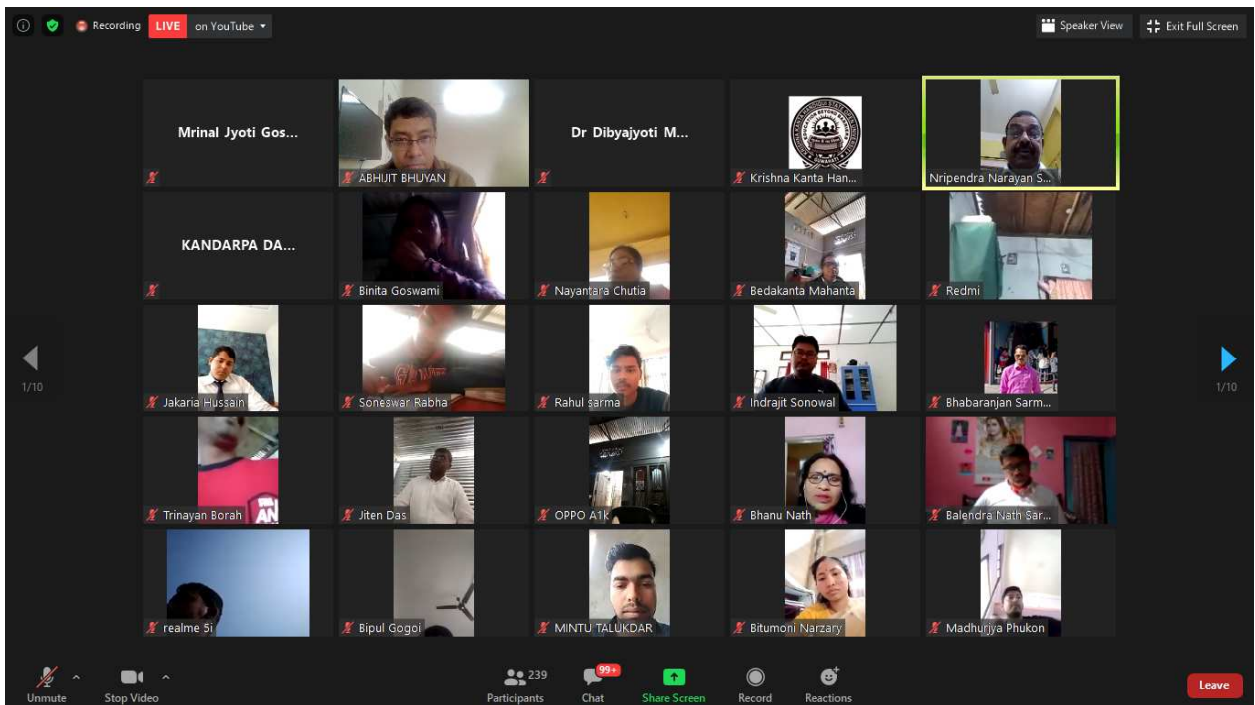 Recording
LIVE on YouTube
Speaker View
Exit Full Screen
Mrinal Jyoti Gos...
ABHIJIT BHUYAN
Dr Dibyajyoti M...
Krishna Kanta Han...
Nripendra Narayan S...
KANDARPA DA...
Binita Goswami
Nayantara Chutia
Bedakanta Mahanta
Redmi
1/10
Jakaria Hussain
Soneswar Rabha
Rahul sarma
Indrajit Sonowal
Bhabaranjan Sarm...
1/10
Trinayan Borah
Jiten Das
OPPO A1k
Bhanu Nath
Balendra Nath Sar...
realme 5i
Bipul Gogoi
MINTU TALUKDAR
Bitumoni Narzary
Madhurjya Phukon
Unmute
Stop Video
239
Participants
99+
Chat
Share Screen
Record
Reactions
Leave